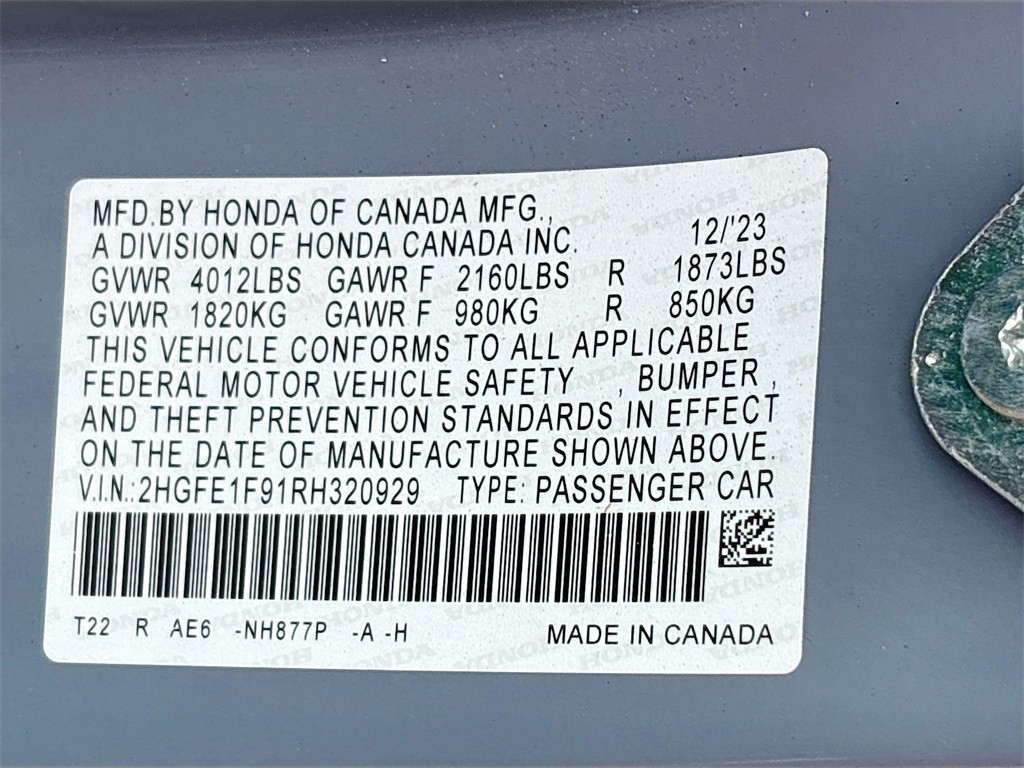 MFD.BY HONDA OF CANADA MFG.,
A DIVISION OF HONDA CANADA INC. 12/'23
GVWR 4012LBS GAWR F 2160LBS R 1873LBS
GVWR 1820KG GAWR F 980KG R 850KG
THIS VEHICLE CONFORMS TO ALL APPLICABLE
FEDERAL MOTOR VEHICLE SAFETY , BUMPER ,
AND THEFT PREVENTION STANDARDS IN EFFECT
ON THE DATE OF MANUFACTURE SHOWN ABOVE.
V.I.N.:2HGFE1F91RH320929 TYPE: PASSENGER CAR
T22 R AE6 -NH877P -A -H MADE IN CANADA